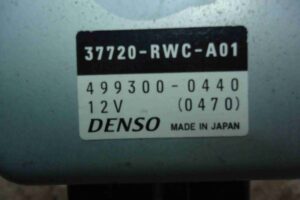 37720-RWC-A01
499300-0440
12V (0470)
DENSO MADE IN JAPAN